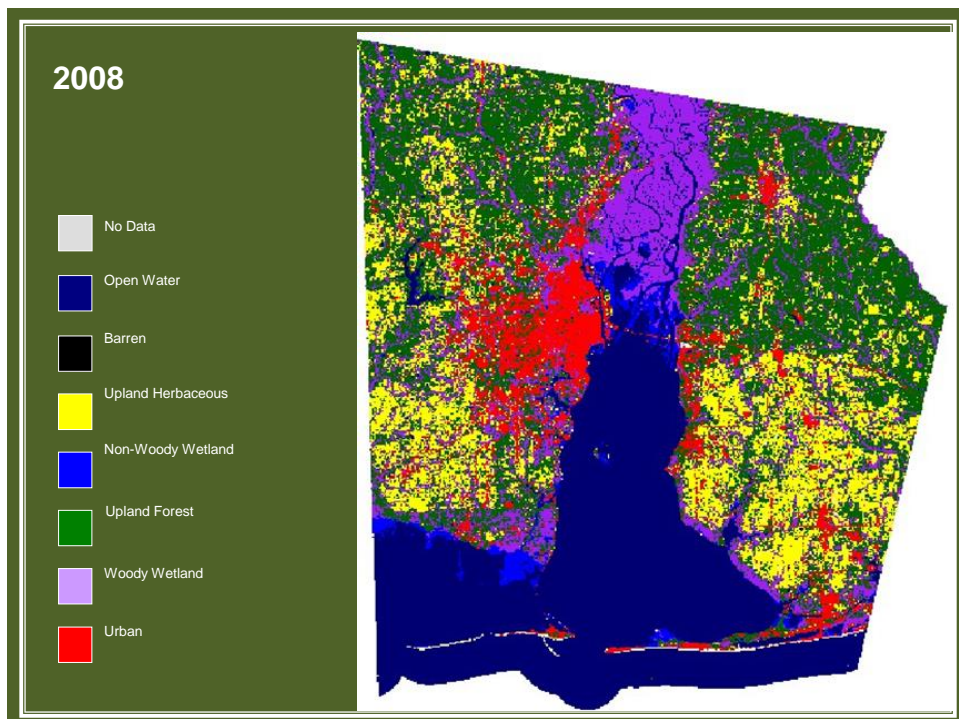 2008
No Data
Open Water
Barren
Upland Herbaceous
Non-Woody Wetland
Upland Forest
Woody Wetland
Urban